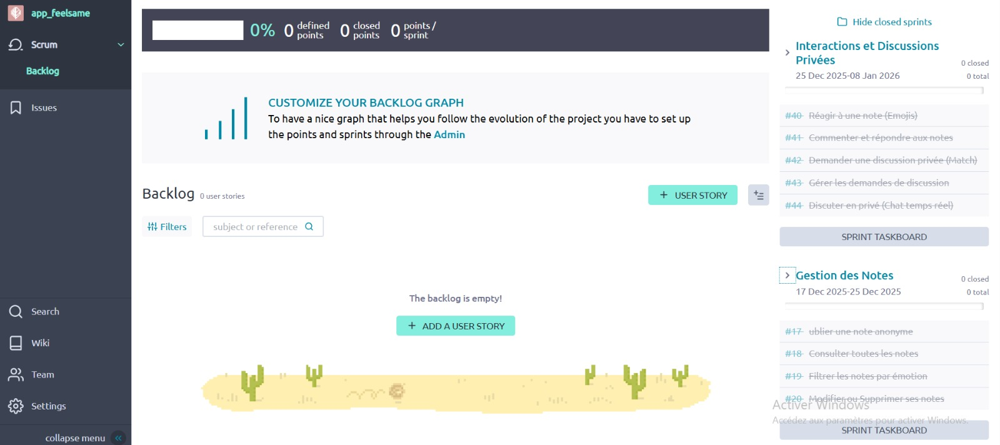 app_feelsame
Scrum
Backlog
Issues
Search
Wiki
Team
Settings
collapse menu
0%
0 defined points
0 closed points
0 points / sprint
CUSTOMIZE YOUR BACKLOG GRAPH
To have a nice graph that helps you follow the evolution of the project you have to set up
the points and sprints through the Admin
Backlog 0 user stories
+ USER STORY
Filters
subject or reference
The backlog is empty!
+ ADD A USER STORY
Hide closed sprints
Interactions et Discussions
Privées
0 closed
25 Dec 2025-08 Jan 2026
0 total
#40 Réagir à une note (Emojis)
#41 Commenter et répondre aux notes
#42 Demander une discussion privée (Match)
#43 Gérer les demandes de discussion
#44 Discuter en privé (Chat temps réel)
SPRINT TASKBOARD
Gestion des Notes
0 closed
17 Dec 2025-25 Dec 2025
0 total
#17 ublier une note anonyme
#18 Consulter toutes les notes
#19 Filtrer les notes par émotion
#20 Modifier ou Supprimer ses notes
Activer Windows
Accédez aux paramètres pour activer Windows.
SPRINT TASKBOARD